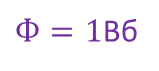 Ф = 1Вб